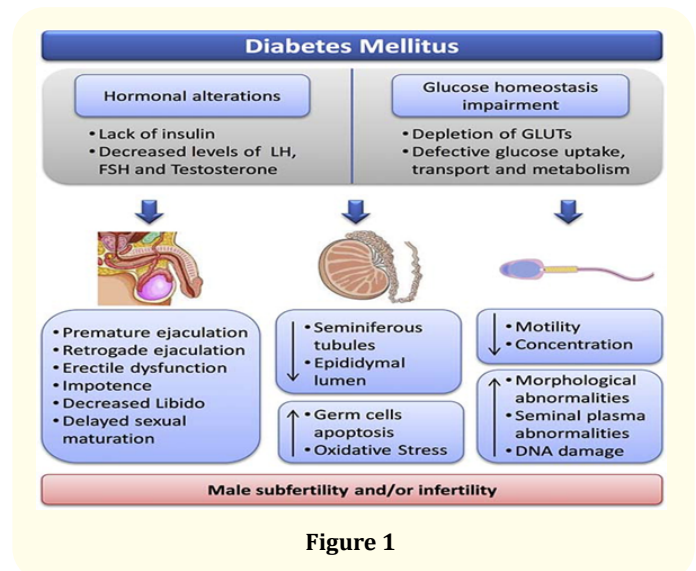 Diabetes Mellitus
Hormonal alterations
• Lack of insulin
• Decreased levels of LH,
FSH and Testosterone
Glucose homeostasis
impairment
• Depletion of GLUTs
• Defective glucose uptake,
transport and metabolism
• Premature ejaculation
• Retrogade ejaculation
• Erectile dysfunction
• Impotence
• Decreased Libido
• Delayed sexual
maturation
• Seminiferous
tubules
• Epididymal
lumen
• Germ cells
apoptosis
• Oxidative Stress
• Motility
• Concentration
• Morphological
abnormalities
• Seminal plasma
abnormalities
• DNA damage
Male subfertility and/or infertility
Figure 1